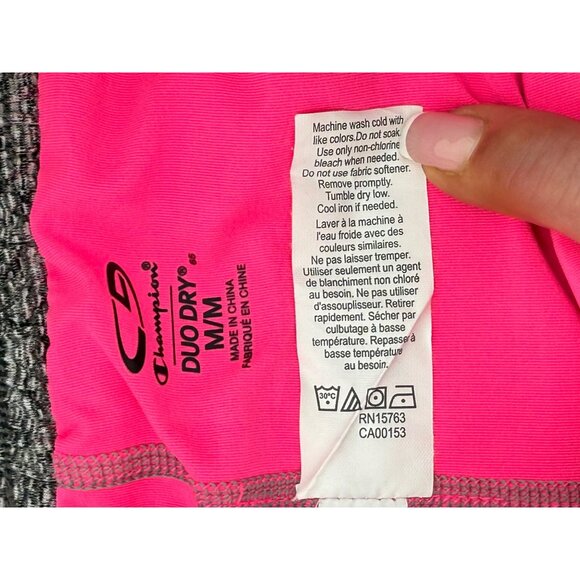 Champion®
DUO DRY®
M/M
MADE IN CHINA
FABRIQUÉ EN CHINE
Machine wash cold with
like colors.Do not soak.
Use only non-chlorine
bleach when needed.
Do not use fabric softener.
Remove promptly.
Tumble dry low.
Cool iron if needed.
Laver à la machine à
l'eau froide avec des
couleurs similaires.
Ne pas laisser tremper.
Utiliser seulement un agent
de blanchiment non chloré
au besoin. Ne pas utiliser
d'assouplisseur. Retirer
rapidement. Sécher par
culbutage à basse
température. Repasser à
basse température
au besoin.
30°C
RN15763
CA00153